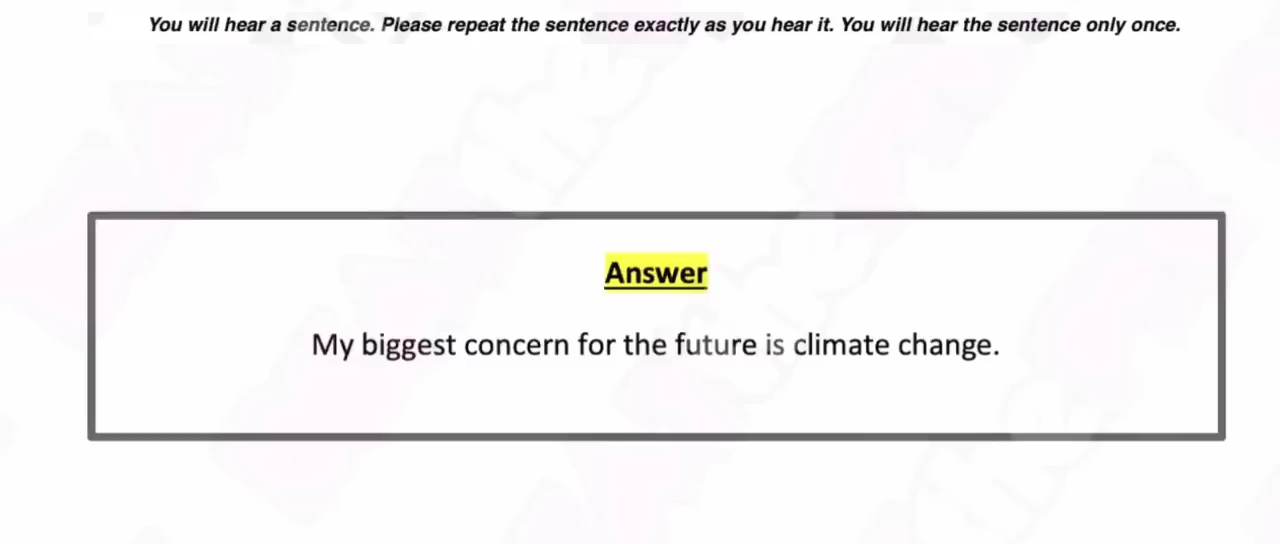 You will hear a sentence. Please repeat the sentence exactly as you hear it. You will hear the sentence only once.
Answer
My biggest concern for the future is climate change.